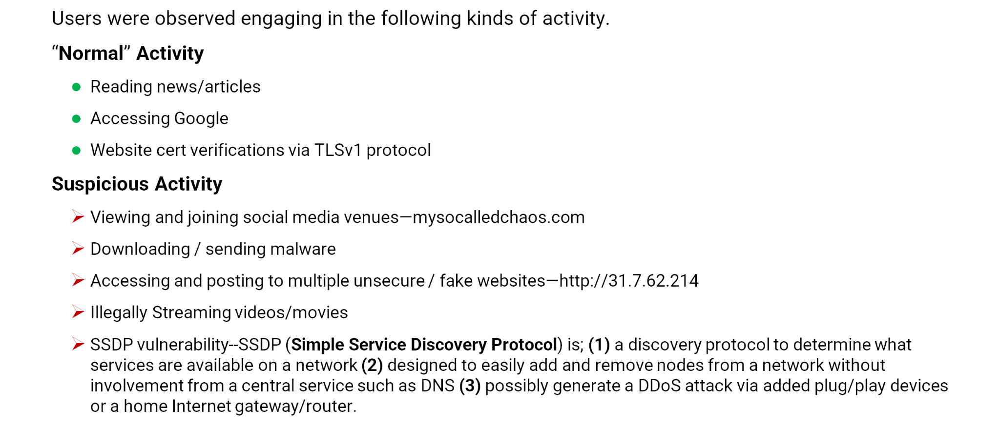 Users were observed engaging in the following kinds of activity.
“Normal” Activity
Reading news/articles
Accessing Google
Website cert verifications via TLSv1 protocol
Suspicious Activity
Viewing and joining social media venues—mysocalledchaos.com
Downloading / sending malware
Accessing and posting to multiple unsecure / fake websites—http://31.7.62.214
Illegally Streaming videos/movies
SSDP vulnerability--SSDP (Simple Service Discovery Protocol) is; (1) a discovery protocol to determine what
services are available on a network (2) designed to easily add and remove nodes from a network without
involvement from a central service such as DNS (3) possibly generate a DDoS attack via added plug/play devices
or a home Internet gateway/router.